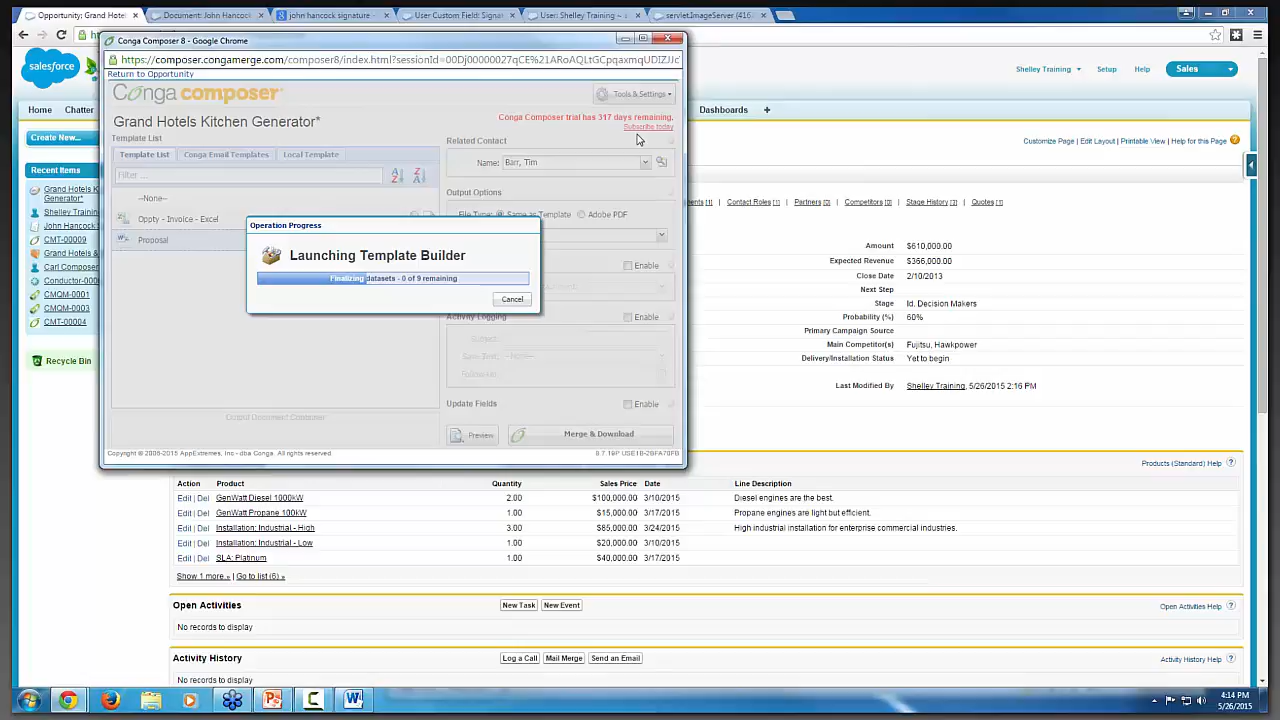 Opportunity: Grand Hotel
Document: John Hancock
john hancock signature -
User Custom Field: Signat
User: Shelley Training ~
servlet.ImageServer (416
Conga Composer 8 - Google Chrome
https://composer.congamerge.com/composer8/index.html?sessionId=
Return to Opportunity
Conga composer
Tools & Settings
Grand Hotels Kitchen Generator*
Conga Composer trial has 317 days remaining.
Subscribe today
Template List
Template List
Conga Email Templates
Local Template
Filter ...
--None--
Oppty - Invoice - Excel
Proposal
Related Contact
Name: Barr, Tim
Output Options
File Type: Same as Template Adobe PDF
Enable
Activity Logging
Enable
Subject:
--None--
Follow-up:
Update Fields
Enable
Preview
Merge & Download
Conga Document Composer
Copyright © 2006-2015 AppExtremes, Inc - dba Conga. All rights reserved.
Operation Progress
Launching Template Builder
Finalizing datasets - 0 of 9 remaining
Cancel
salesforce
Shelley Training
Setup
Help
Sales
Home
Chatter
Dashboards
+
Create New...
Recent Items
Grand Hotels K
Generator*
Shelley Training
John Hancock
CMT-00009
Grand Hotels &
Carl Composer
Conductor-000
CMQM-0001
CMQM-0003
CMT-00004
Recycle Bin
Customize Page | Edit Layout | Printable View | Help for this Page
Contact Roles [1]
Partners [2]
Competitors [2]
Stage History [3]
Quotes [1]
Amount $610,000.00
Expected Revenue $366,000.00
Close Date 2/10/2013
Next Step
Stage Id. Decision Makers
Probability (%) 60%
Primary Campaign Source
Main Competitor(s) Fujitsu, Hawkpower
Delivery/Installation Status Yet to begin
Last Modified By Shelley Training, 5/26/2015 2:16 PM
Products (Standard) Help
Action Product Quantity Sales Price Date Line Description
Edit | Del GenWatt Diesel 1000kW 2.00 $100,000.00 3/10/2015 Diesel engines are the best.
Edit | Del GenWatt Propane 100kW 1.00 $15,000.00 3/17/2015 Propane engines are light but efficient.
Edit | Del Installation: Industrial - High 3.00 $85,000.00 3/24/2015 High industrial installation for enterprise commercial industries.
Edit | Del Installation: Industrial - Low 1.00 $20,000.00 3/10/2015
Edit | Del SLA: Platinum 1.00 $40,000.00 3/17/2015
Show 1 more » | Go to list (6) »
Open Activities
New Task
New Event
Open Activities Help
No records to display
Activity History
Log a Call
Mail Merge
Send an Email
Activity History Help
No records to display
4:14 PM
5/26/2015